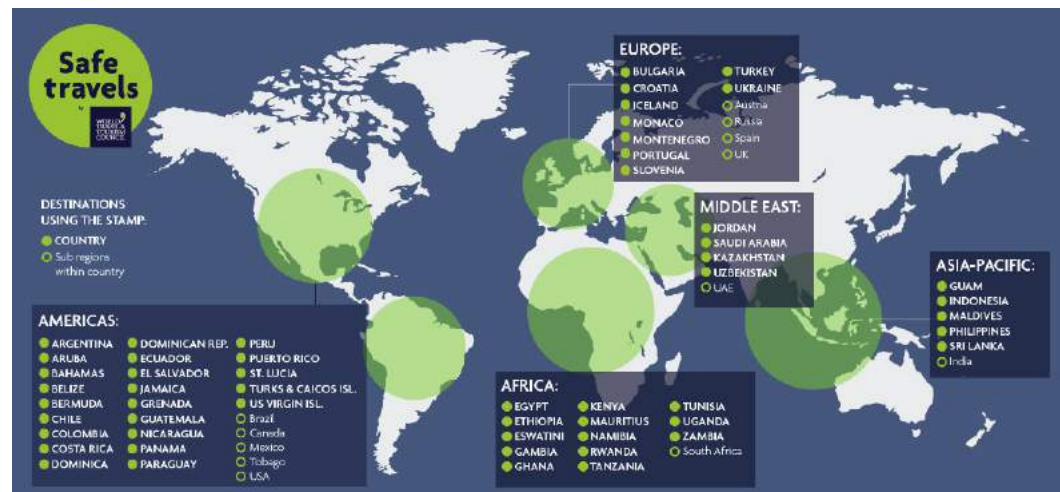 Safe
travels
by
WORLD
TRAVEL &
TOURISM
COUNCIL
DESTINATIONS
USING THE STAMP:
COUNTRY
Sub regions
within country
EUROPE:
BULGARIA
CROATIA
ICELAND
MONACO
MONTENEGRO
PORTUGAL
SLOVENIA
TURKEY
UKRAINE
Austria
Russia
Spain
UK
MIDDLE EAST:
JORDAN
SAUDI ARABIA
KAZAKHSTAN
UZBEKISTAN
UAE
ASIA-PACIFIC:
GUAM
INDONESIA
MALDIVES
PHILIPPINES
SRI LANKA
India
AMERICAS:
ARGENTINA
ARUBA
BAHAMAS
BELIZE
BERMUDA
CHILE
COLOMBIA
COSTA RICA
DOMINICA
DOMINICAN REP.
ECUADOR
EL SALVADOR
JAMAICA
GRENADA
GUATEMALA
NICARAGUA
PANAMA
PARAGUAY
PERU
PUERTO RICO
ST. LUCIA
TURKS & CAICOS ISL.
US VIRGIN ISL.
Brazil
Canada
Mexico
Tobago
USA
AFRICA:
EGYPT
ETHIOPIA
ESWATINI
GAMBIA
GHANA
KENYA
MAURITIUS
NAMIBIA
RWANDA
TANZANIA
TUNISIA
UGANDA
ZAMBIA
South Africa